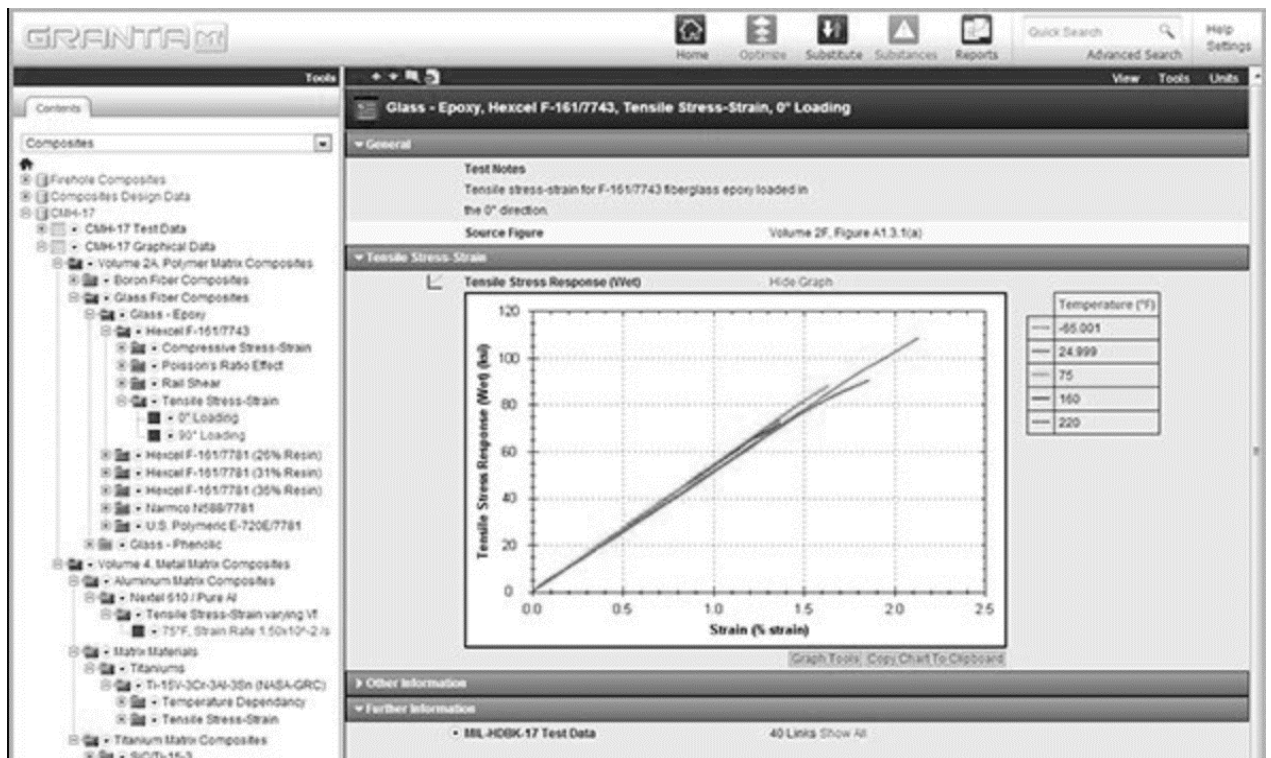 GRANTA MI
Home
Optimize
Substitute
Substances
Reports
Quick Search
Advanced Search
Help
Settings
Tools
View Tools Units
Contents
Composites
Firehole Composites
Composites Design Data
CMH-17
CMH-17 Test Data
CMH-17 Graphical Data
Volume 2A, Polymer Matrix Composites
Boron Fiber Composites
Glass Fiber Composites
Glass - Epoxy
Hexcel F-161/7743
Compressive Stress-Strain
Poisson's Ratio Effect
Rail Shear
Tensile Stress-Strain
0° Loading
90° Loading
Hexcel F-161/7781 (26% Resin)
Hexcel F-161/7781 (31% Resin)
Hexcel F-161/7781 (35% Resin)
Narmco N588/7781
U.S. Polymeric E-720E/7781
Glass - Phenolic
Volume 4, Metal Matrix Composites
Aluminum Matrix Composites
Nextel 610 / Pure Al
Tensile Stress-Strain varying Vf
75°F, Strain Rate 1.50x10^-2 /s
Matrix Materials
Titaniums
Ti-15V-3Cr-3Al-3Sn (NASA-GRC)
Temperature Dependancy
Tensile Stress-Strain
Titanium Matrix Composites
SiC/Ti-15-3
Glass - Epoxy, Hexcel F-161/7743, Tensile Stress-Strain, 0° Loading
General
Test Notes
Tensile stress-strain for F-161/7743 fiberglass epoxy loaded in
the 0° direction.
Source Figure Volume 2F, Figure A1.3.1(a)
Tensile Stress-Strain
Tensile Stress Response (Wet) Hide Graph
Tensile Stress Response (Wet) (ksi)
120
100
80
60
40
20
0
0.0 0.5 1.0 1.5 2.0 2.5
Strain (% strain)
Temperature (°F)
-65.001
24.999
75
160
220
Graph Tools Copy Chart To Clipboard
Other Information
Further Information
MIL-HDBK-17 Test Data 40 Links Show All